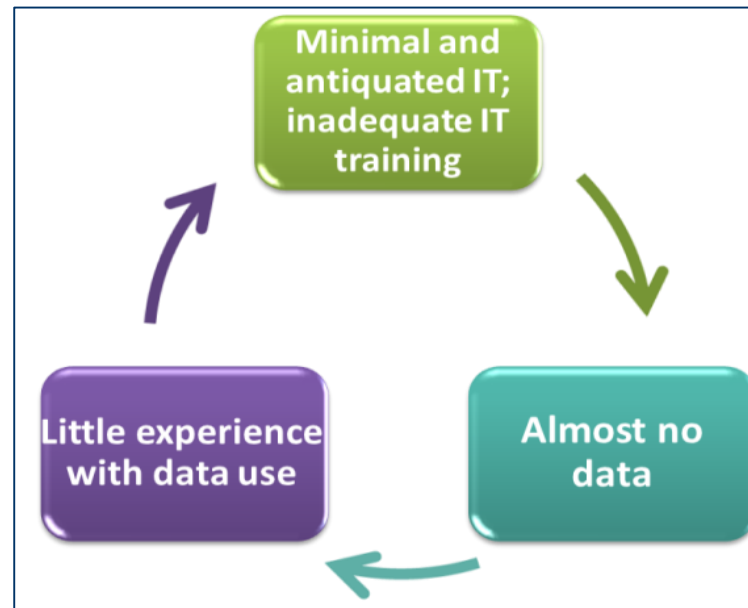 Minimal and
antiquated IT;
inadequate IT
training
Little experience
with data use
Almost no
data